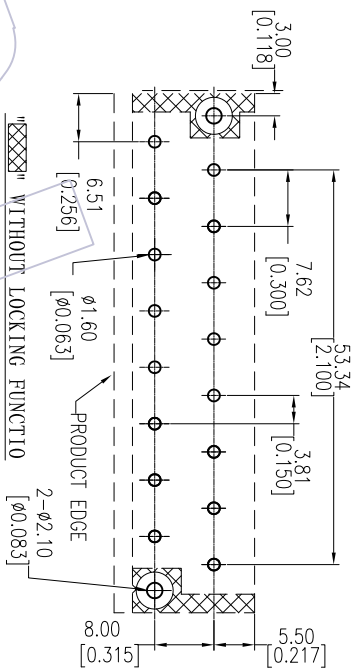 3.00
[0.118]
53.34
[2.100]
7.62
[0.300]
3.81
[0.150]
6.51
[0.256]
ø1.60
[ø0.063]
PRODUCT EDGE
2-ø2.10
[ø0.083]
8.00
[0.315]
5.50
[0.217]
" " WITHOUT LOCKING FUNCTIO